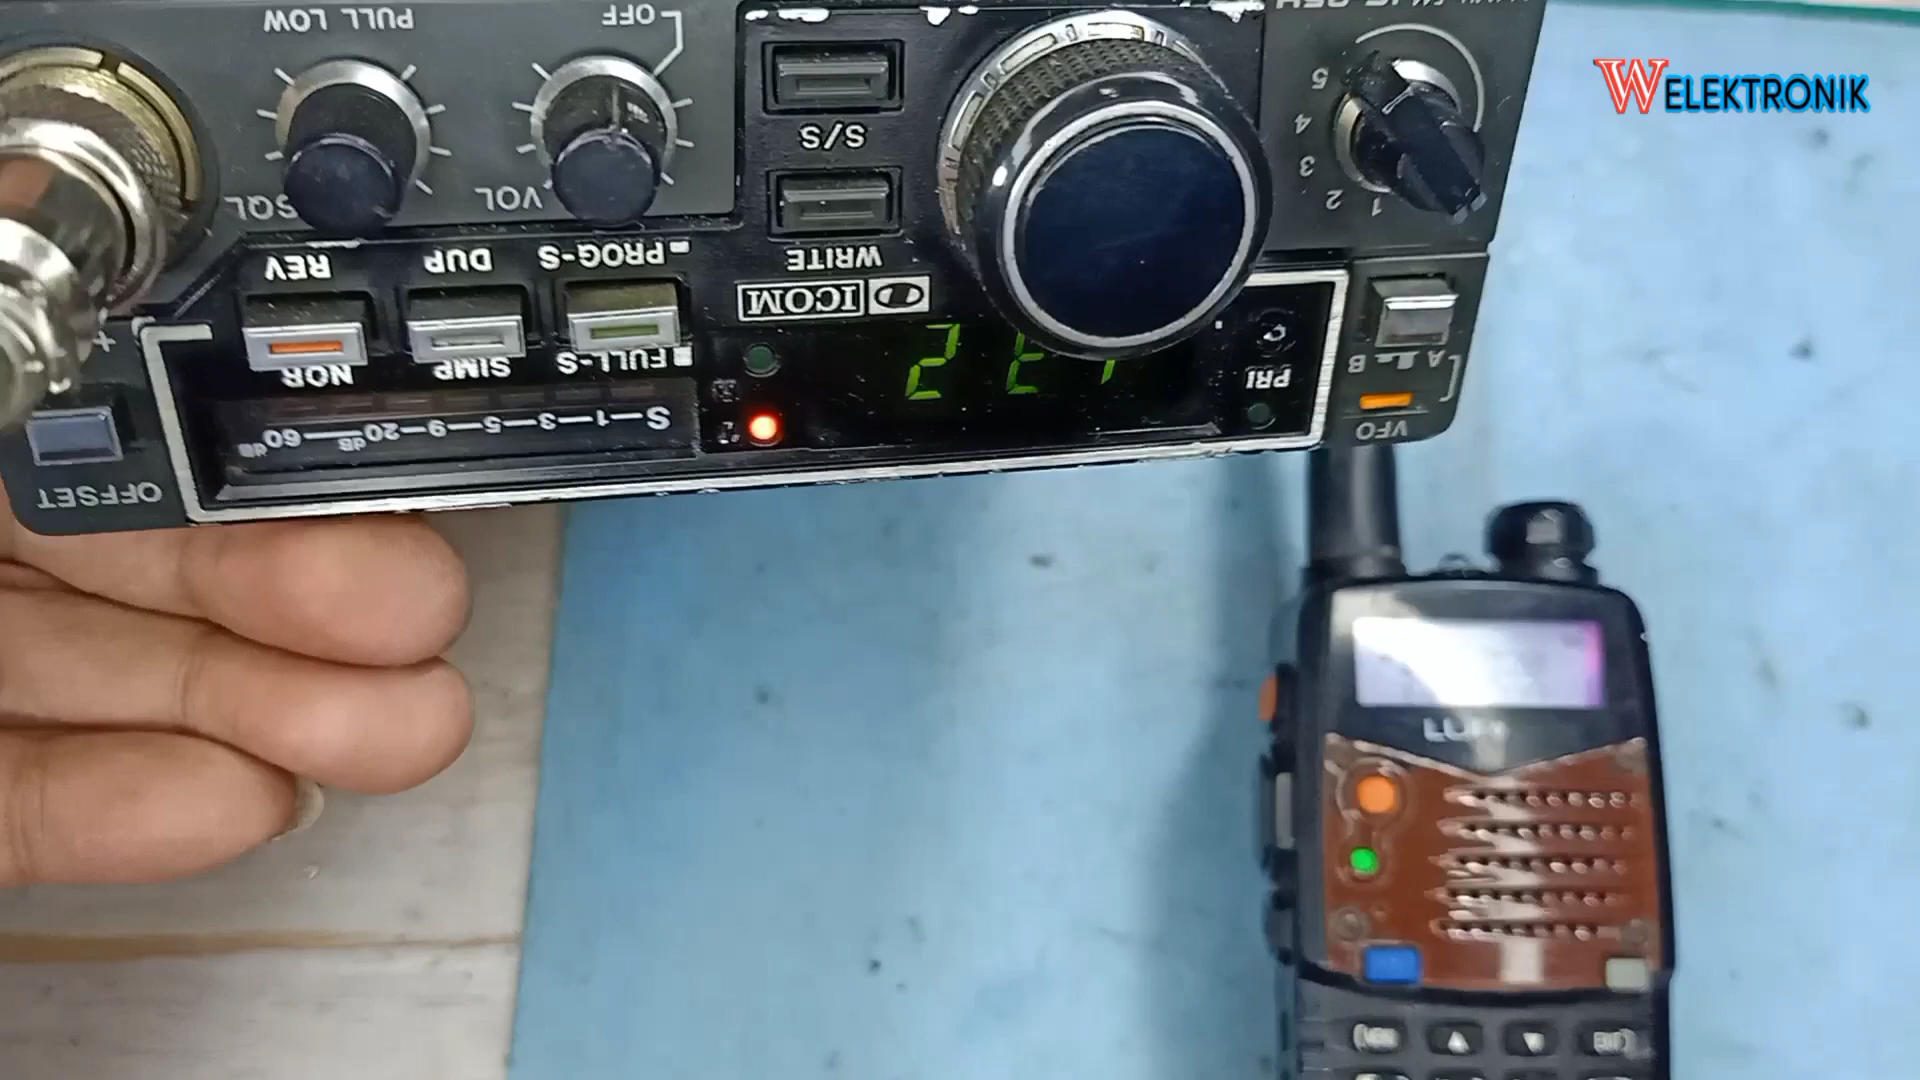 WELEKTRONIK
PULL LOW
OFF
SQL
VOL
S/S
WRITE
5
4
3
2
1
REV
DUP
PROG-S
ICOM
NOR
SIMP
FULL-S
S-1-3-5-9-20dB-60dB
PRI
A
B
VFO
OFFSET